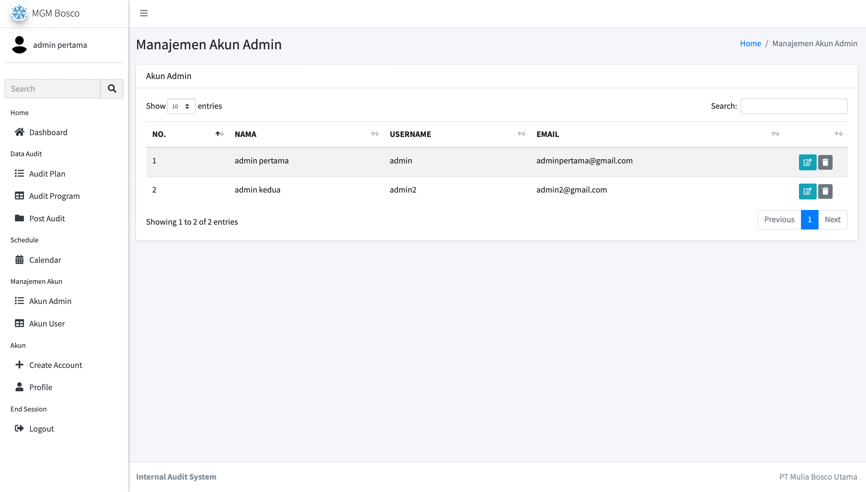 MGM Bosco
admin pertama
Search
Home
Dashboard
Data Audit
Audit Plan
Audit Program
Post Audit
Schedule
Calendar
Manajemen Akun
Akun Admin
Akun User
Akun
Create Account
Profile
End Session
Logout
Manajemen Akun Admin
Home / Manajemen Akun Admin
Akun Admin
Show 10 entries
Search:
NO. NAMA USERNAME EMAIL
1 admin pertama admin adminpertama@gmail.com
2 admin kedua admin2 admin2@gmail.com
Showing 1 to 2 of 2 entries
Previous 1 Next
Internal Audit System
PT Mulia Bosco Utama